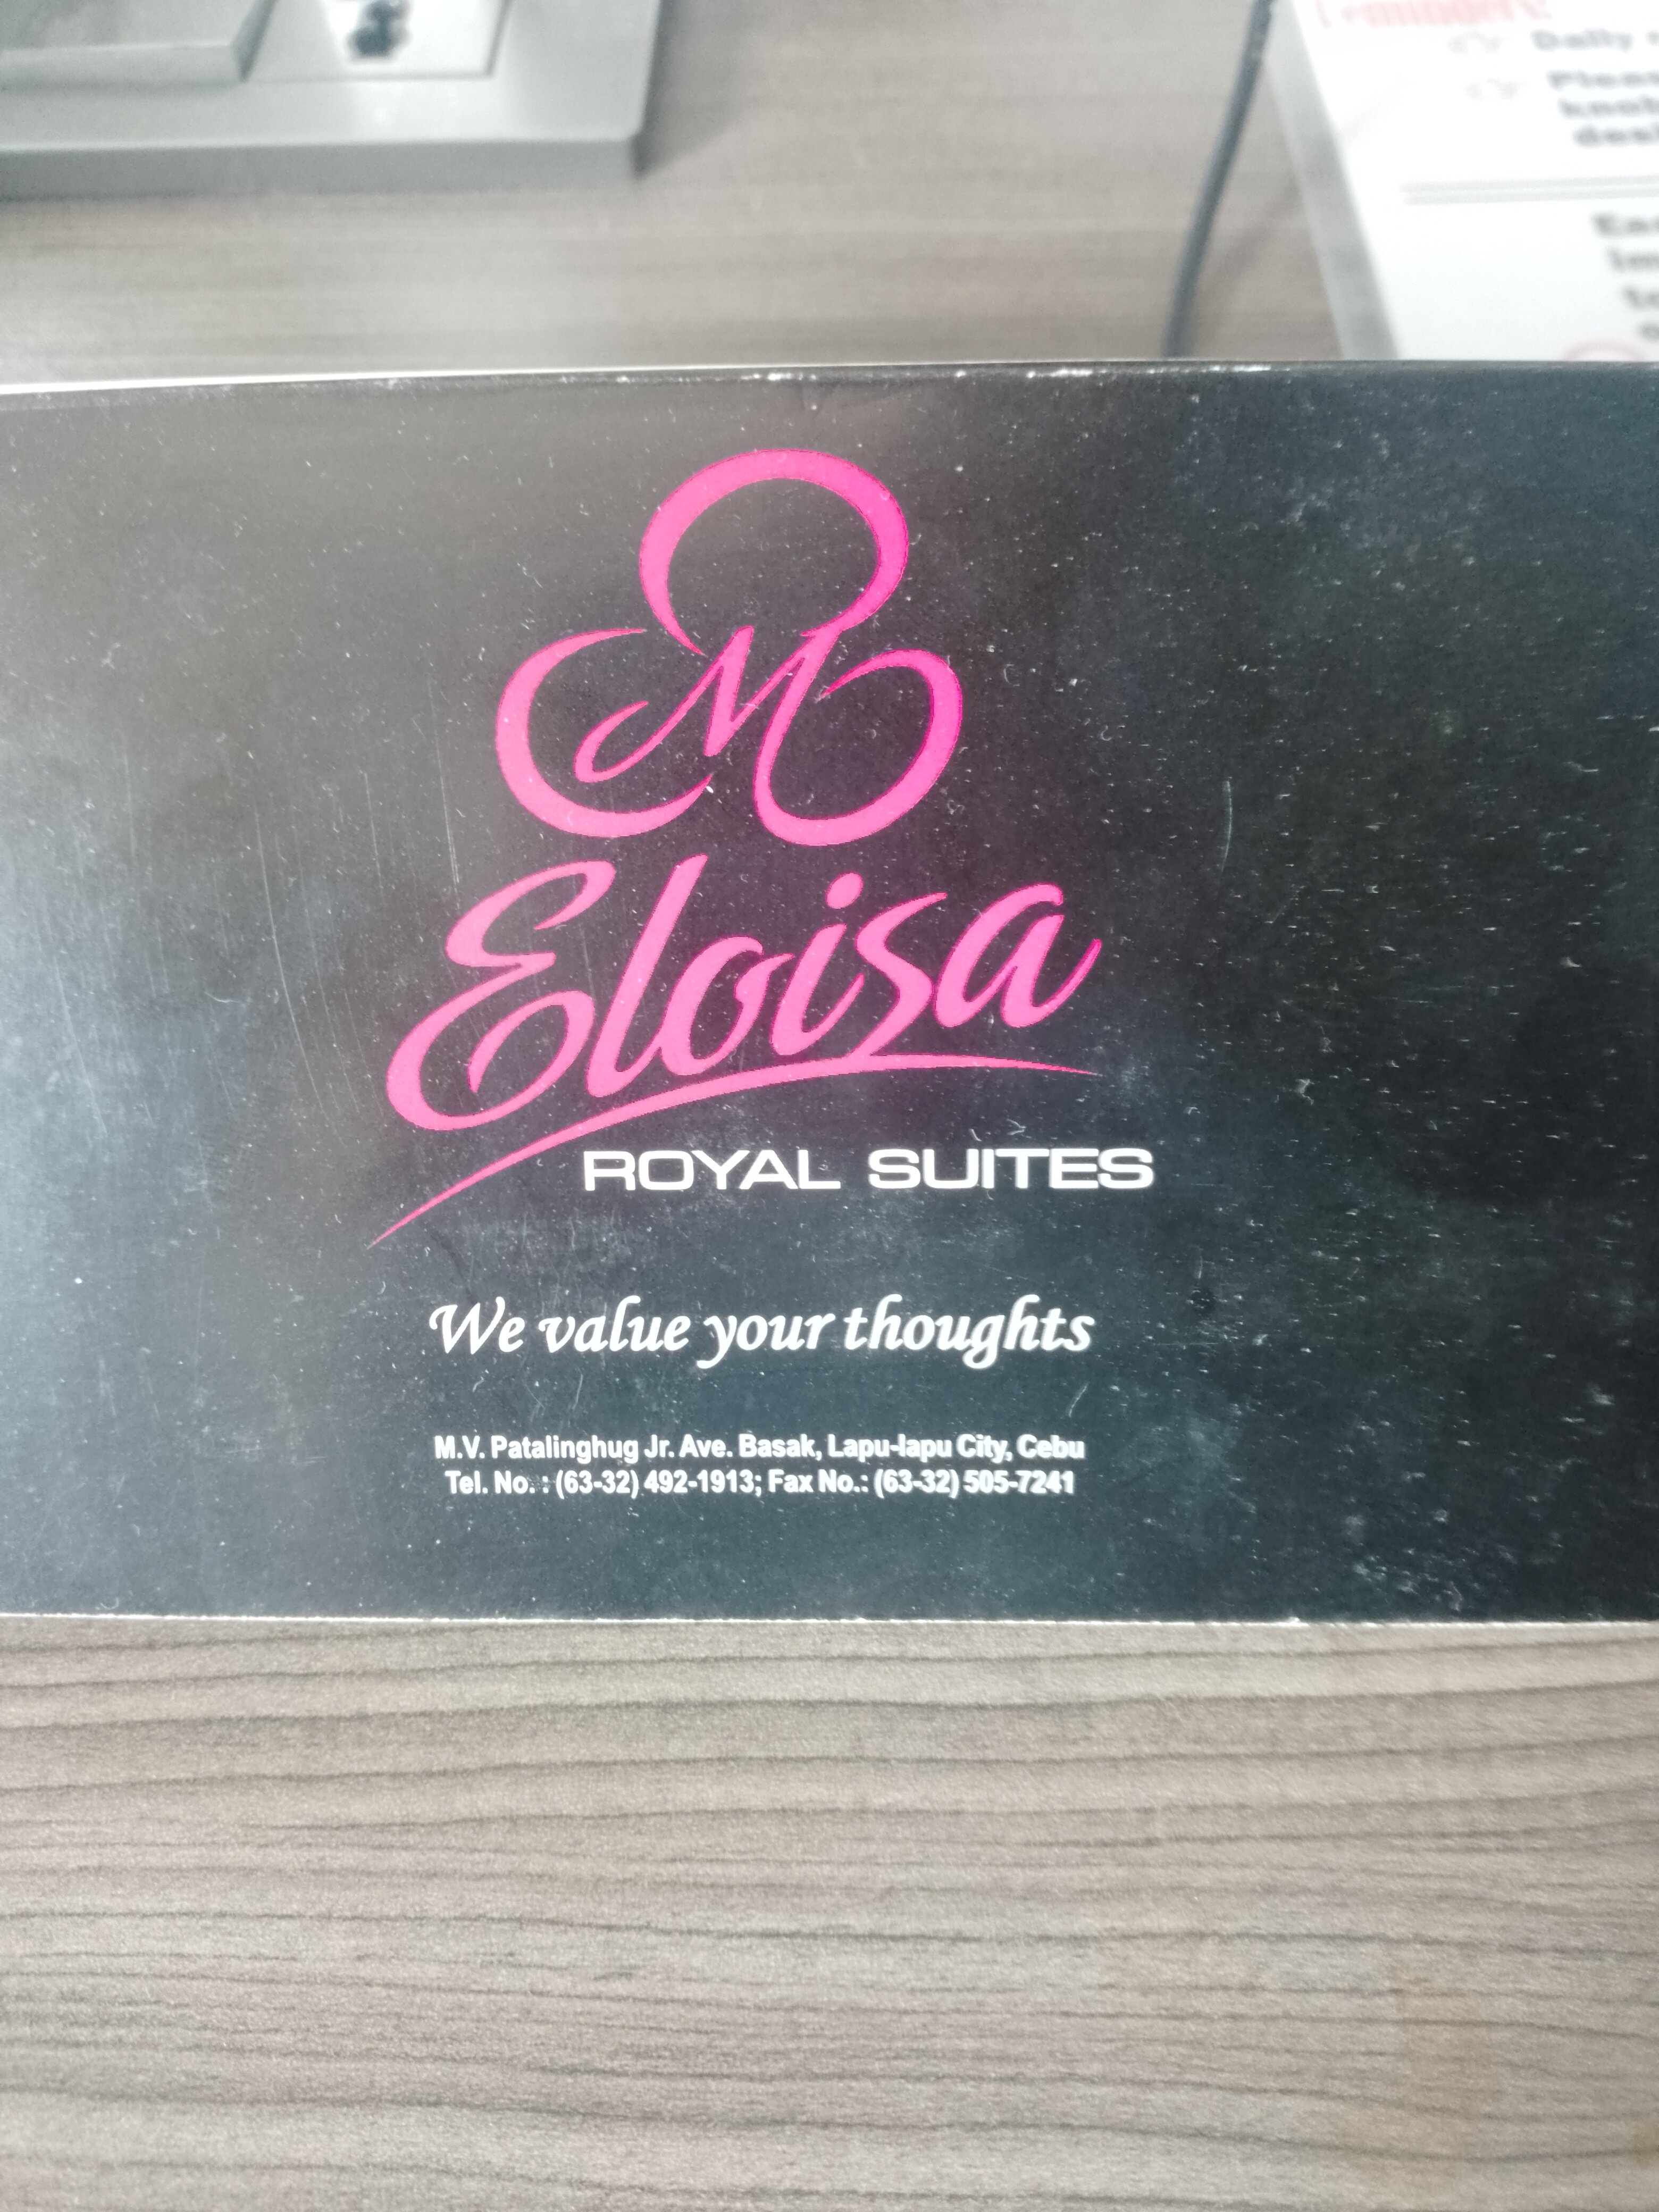 Daily
M
Eloisa
ROYAL SUITES
We value your thoughts
M.V. Patalinghug Jr. Ave. Basak, Lapu-lapu City, Cebu
Tel. No. : (63-32) 492-1913; Fax No.: (63-32) 505-7241